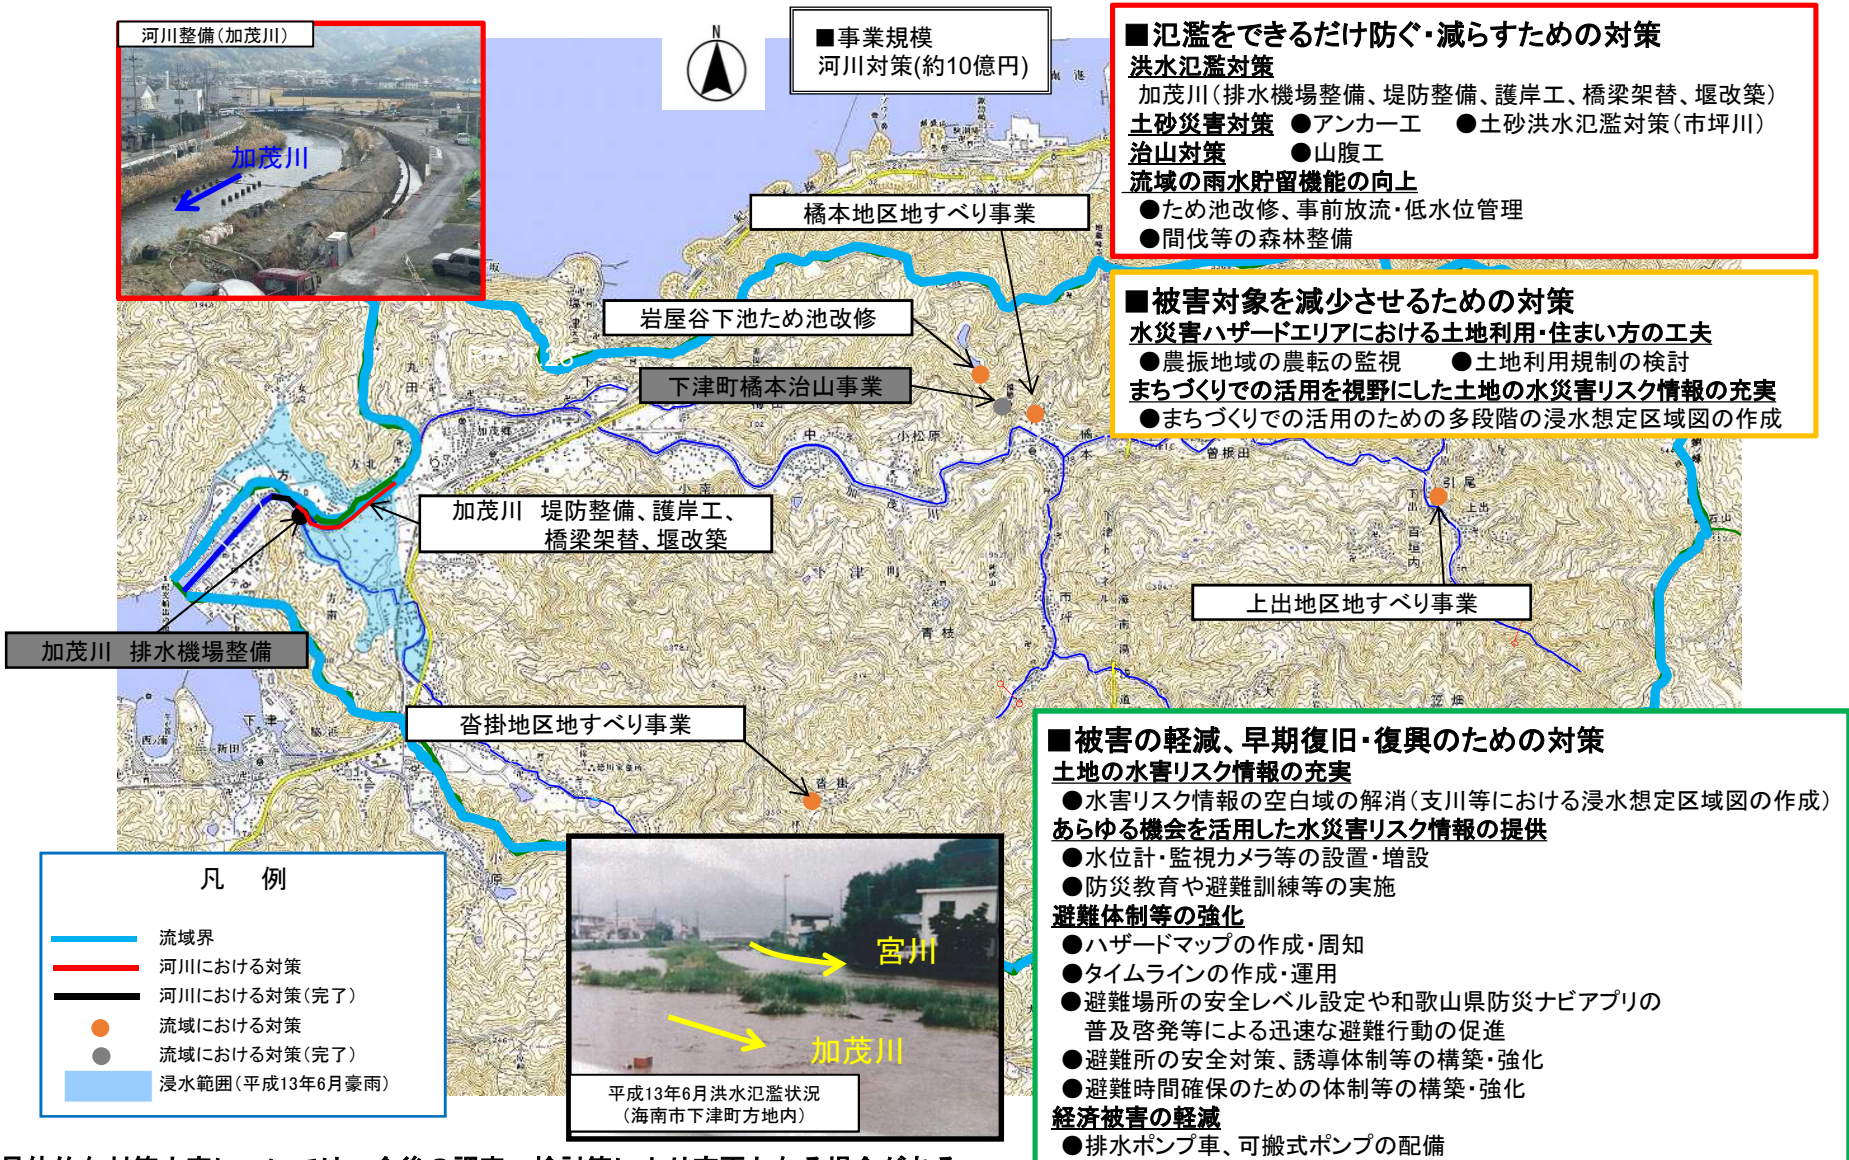 河川整備(加茂川)
加茂川
N
■事業規模
河川対策(約10億円)
■氾濫をできるだけ防ぐ・減らすための対策
洪水氾濫対策
加茂川(排水機場整備、堤防整備、護岸工、橋梁架替、堰改築)
土砂災害対策 ●アンカー工 ●土砂洪水氾濫対策(市坪川)
治山対策 ●山腹工
流域の雨水貯留機能の向上
●ため池改修、事前放流・低水位管理
●間伐等の森林整備
■被害対象を減少させるための対策
水災害ハザードエリアにおける土地利用・住まい方の工夫
●農振地域の農転の監視 ●土地利用規制の検討
まちづくりでの活用を視野にした土地の水災害リスク情報の充実
●まちづくりでの活用のための多段階の浸水想定区域図の作成
橘本地区地すべり事業
岩屋谷下池ため池改修
下津町橘本治山事業
加茂川 堤防整備、護岸工、
橋梁架替、堰改築
上出地区地すべり事業
加茂川 排水機場整備
沓掛地区地すべり事業
加茂郷
小松原
曽根田
引尾
上出
下津町
青枝
市坪
沓掛
下津
新田
■被害の軽減、早期復旧・復興のための対策
土地の水害リスク情報の充実
●水害リスク情報の空白域の解消(支川等における浸水想定区域図の作成)
あらゆる機会を活用した水災害リスク情報の提供
●水位計・監視カメラ等の設置・増設
●防災教育や避難訓練等の実施
避難体制等の強化
●ハザードマップの作成・周知
●タイムラインの作成・運用
●避難場所の安全レベル設定や和歌山県防災ナビアプリの
普及啓発等による迅速な避難行動の促進
●避難所の安全対策、誘導体制等の構築・強化
●避難時間確保のための体制等の構築・強化
経済被害の軽減
●排水ポンプ車、可搬式ポンプの配備
凡 例
流域界
河川における対策
河川における対策(完了)
流域における対策
流域における対策(完了)
浸水範囲(平成13年6月豪雨)
宮川
加茂川
平成13年6月洪水氾濫状況
(海南市下津町方地内)